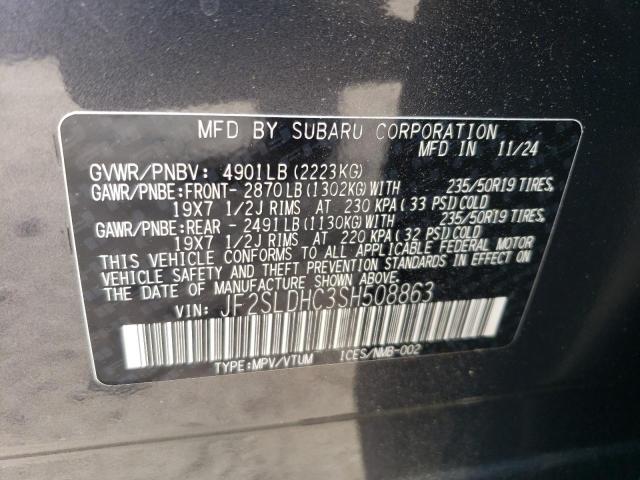 MFD BY SUBARU CORPORATION
MFD IN 11/24
GVWR/PNBV: 4901LB(2223KG)
GAWR/PNBE:FRONT- 2870LB(1302KG)WITH 235/50R19 TIRES,
19X7 1/2J RIMS AT 230 KPA(33 PSI)COLD
GAWR/PNBE:REAR - 2491LB(1130KG)WITH 235/50R19 TIRES,
19X7 1/2J RIMS AT 220 KPA(32 PSI)COLD
THIS VEHICLE CONFORMS TO ALL APPLICABLE FEDERAL MOTOR
VEHICLE SAFETY AND THEFT PREVENTION STANDARDS IN EFFECT
ON THE DATE OF MANUFACTURE SHOWN ABOVE.
VIN: JF2SLDHC3SH508863
TYPE:MPV/VTUM ICES/NMB-002